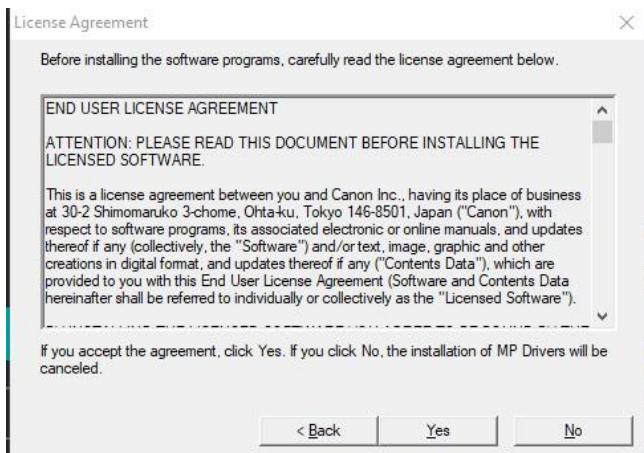 License Agreement
Before installing the software programs, carefully read the license agreement below.
END USER LICENSE AGREEMENT
ATTENTION: PLEASE READ THIS DOCUMENT BEFORE INSTALLING THE
LICENSED SOFTWARE.
This is a license agreement between you and Canon Inc., having its place of business
at 30-2 Shimomaruko 3-chome, Ohta-ku, Tokyo 146-8501, Japan ("Canon"), with
respect to software programs, its associated electronic or online manuals, and updates
thereof if any (collectively, the "Software") and/or text, image, graphic and other
creations in digital format, and updates thereof if any ("Contents Data"), which are
provided to you with this End User License Agreement (Software and Contents Data
hereinafter shall be referred to individually or collectively as the "Licensed Software").
If you accept the agreement, click Yes. If you click No, the installation of MP Drivers will be
canceled.
< Back
Yes
No